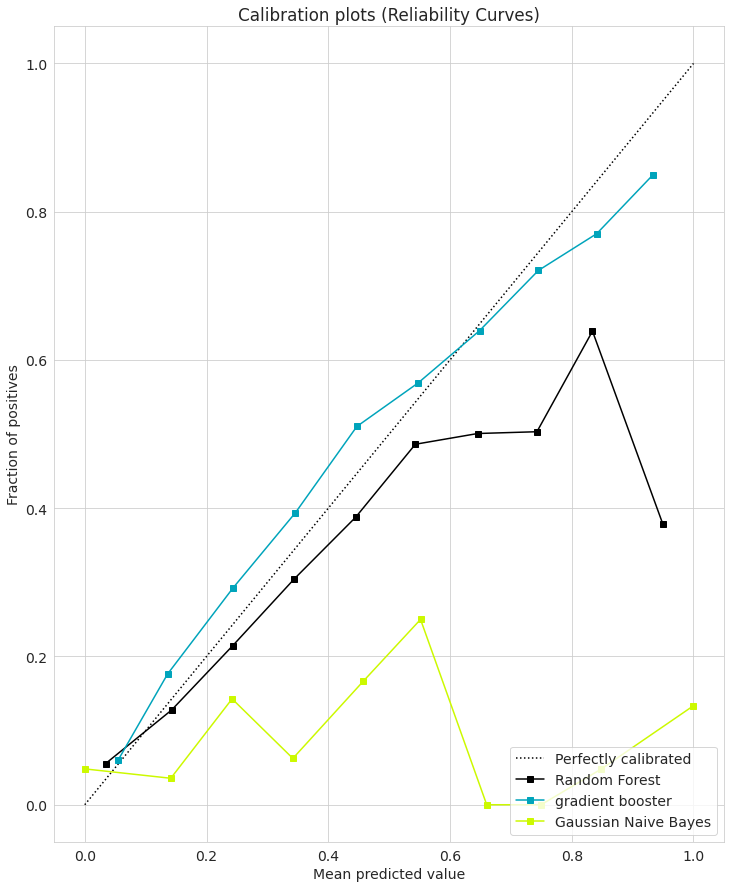 Calibration plots (Reliability Curves)
1.0
0.8
0.6
0.4
0.2
0.0
Fraction of positives
Perfectly calibrated
Random Forest
gradient booster
Gaussian Naive Bayes
0.0 0.2 0.4 0.6 0.8 1.0
Mean predicted value